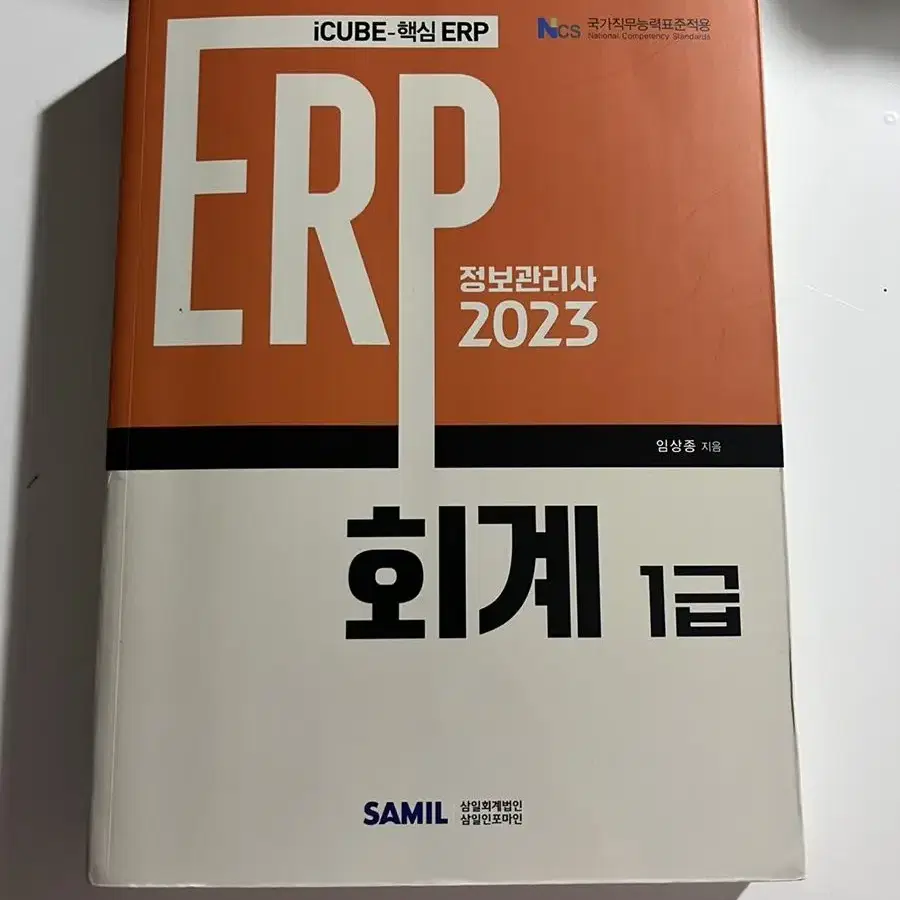 iCUBE-핵심 ERP
NCS 국가직무능력표준적용
National Competency Standards
ERP
정보관리사
2023
임상종 지음
회계 1급
SAMIL 삼일회계법인
삼일인포마인